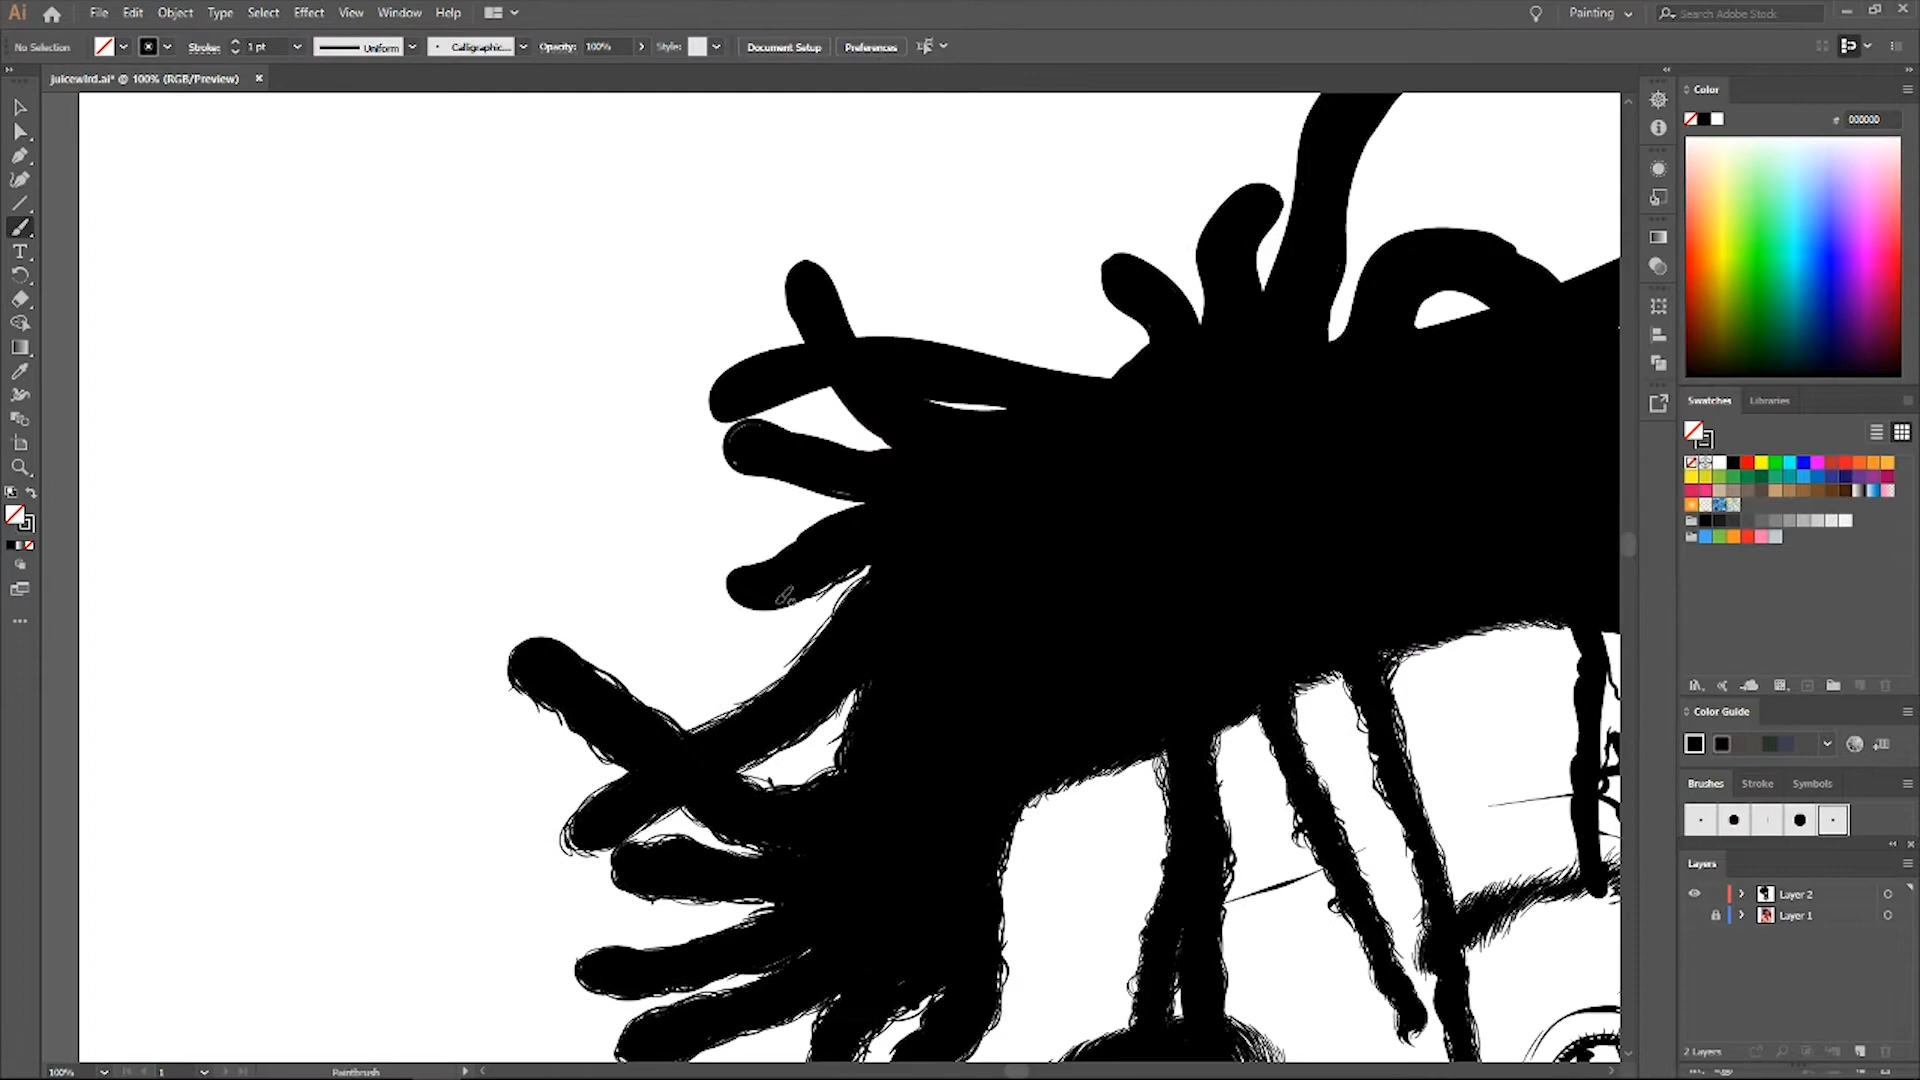 Ai File Edit Object Type Select Effect View Window Help Painting Search Adobe Stock
No Selection Stroke: 1 pt Uniform Calligraphic... Opacity: 100% Style: Document Setup Preferences
juicewrld.ai* @ 100% (RGB/Preview)
Color
# 000000
Swatches Libraries
Color Guide
Brushes Stroke Symbols
Layers
Layer 2
Layer 1
2 Layers
100% 1 Paintbrush